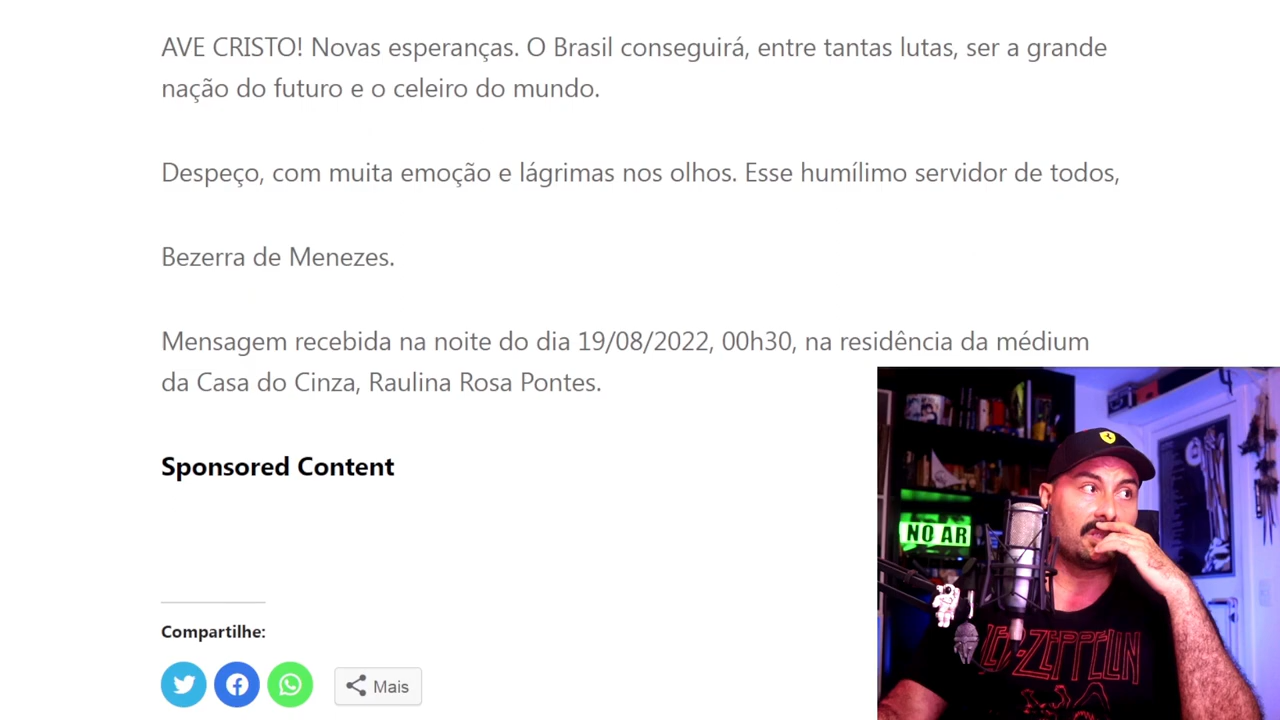 AVE CRISTO! Novas esperanças. O Brasil conseguirá, entre tantas lutas, ser a grande
nação do futuro e o celeiro do mundo.
Despeço, com muita emoção e lágrimas nos olhos. Esse humílimo servidor de todos,
Bezerra de Menezes.
Mensagem recebida na noite do dia 19/08/2022, 00h30, na residência da médium
da Casa do Cinza, Raulina Rosa Pontes.
Sponsored Content
NO AR
LED-ZEPPELIN
Compartilhe:
Mais